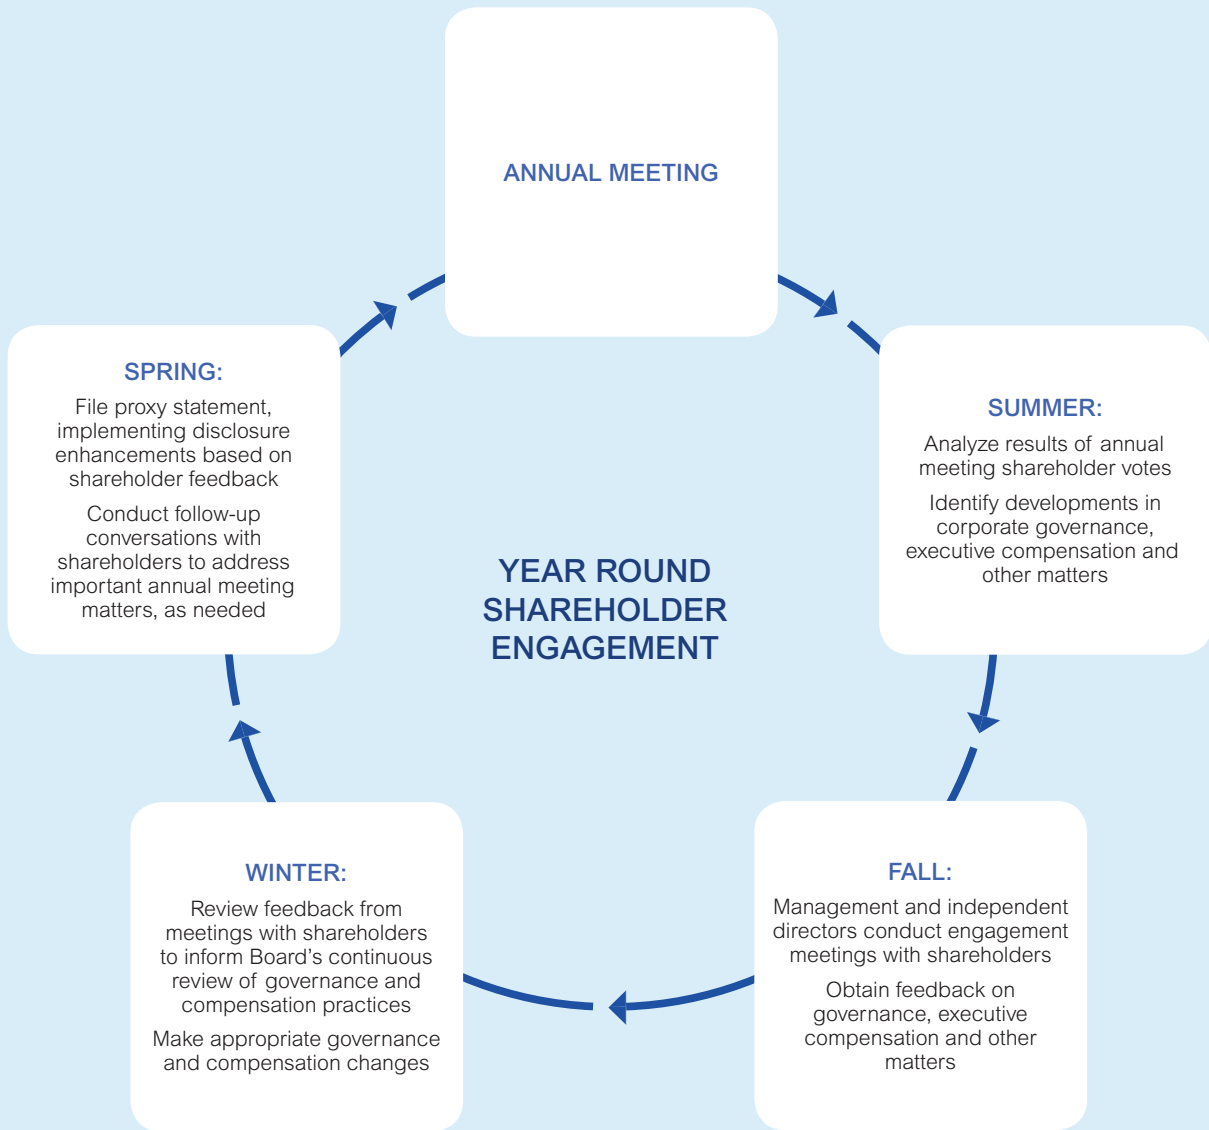 ANNUAL MEETING
SPRING:
File proxy statement,
implementing disclosure
enhancements based on
shareholder feedback
Conduct follow-up
conversations with
shareholders to address
important annual meeting
matters, as needed
SUMMER:
Analyze results of annual
meeting shareholder votes
Identify developments in
corporate governance,
executive compensation and
other matters
YEAR ROUND
SHAREHOLDER
ENGAGEMENT
WINTER:
Review feedback from
meetings with shareholders
to inform Board’s continuous
review of governance and
compensation practices
Make appropriate governance
and compensation changes
FALL:
Management and independent
directors conduct engagement
meetings with shareholders
Obtain feedback on
governance, executive
compensation and other
matters